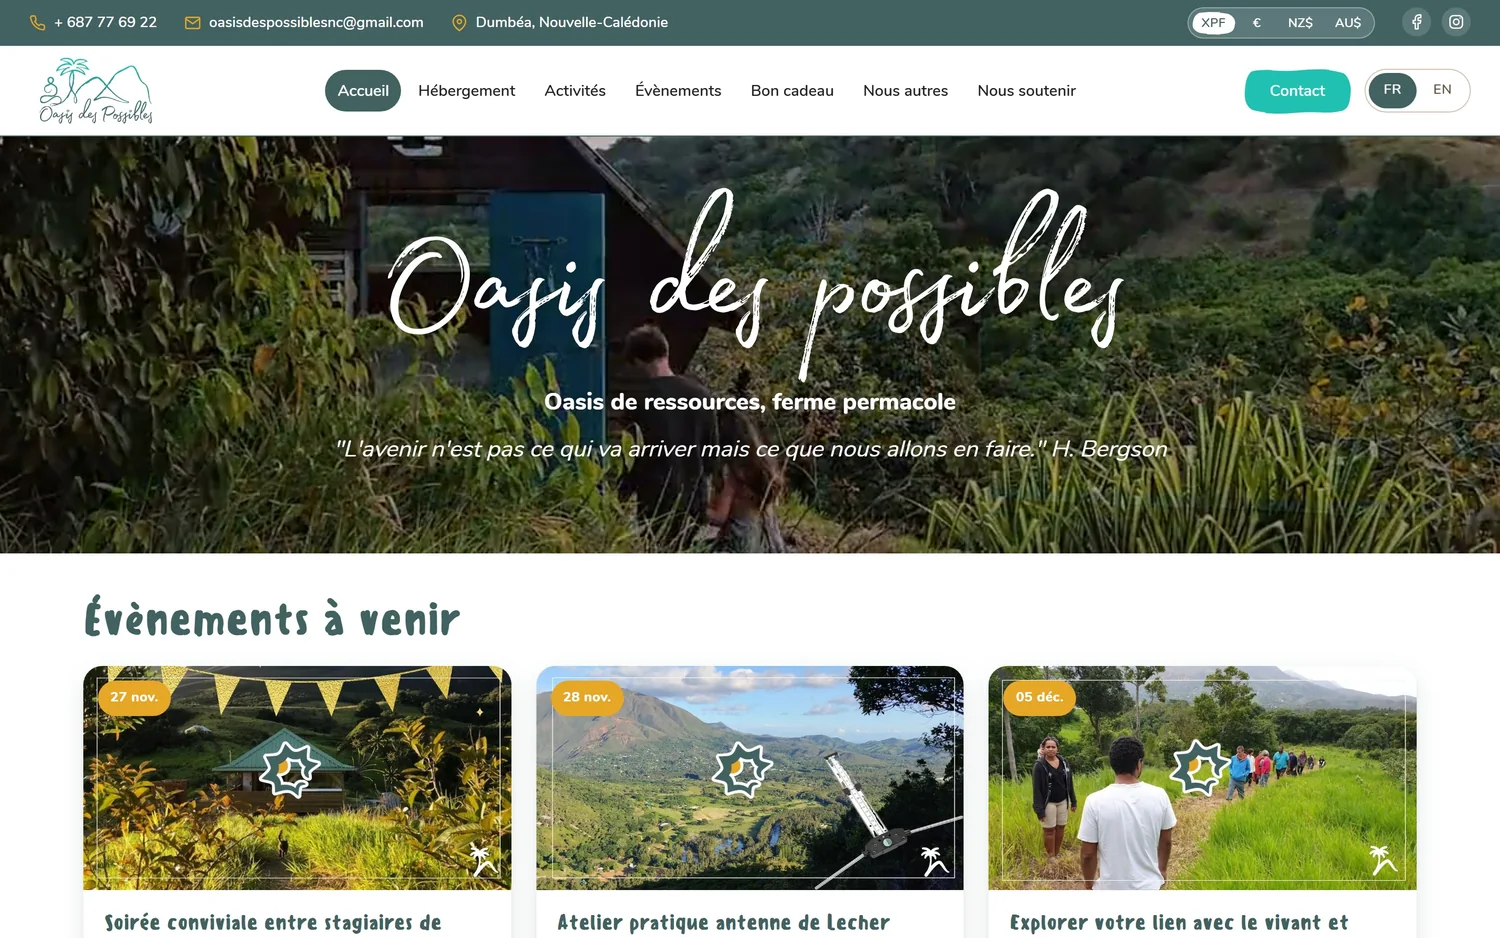 + 687 77 69 22
oasisdespossiblesnc@gmail.com
Dumbéa, Nouvelle-Calédonie
XPF
€
NZ$
AU$
Oasis des Possibles
Accueil
Hébergement
Activités
Évènements
Bon cadeau
Nous autres
Nous soutenir
Contact
FR
EN
Oasis des possibles
Oasis de ressources, ferme permacole
"L'avenir n'est pas ce qui va arriver mais ce que nous allons en faire." H. Bergson
Évènements à venir
27 nov.
28 nov.
05 déc.
Soirée conviviale entre stagiaires de
Atelier pratique antenne de Lecher
Explorer votre lien avec le vivant et